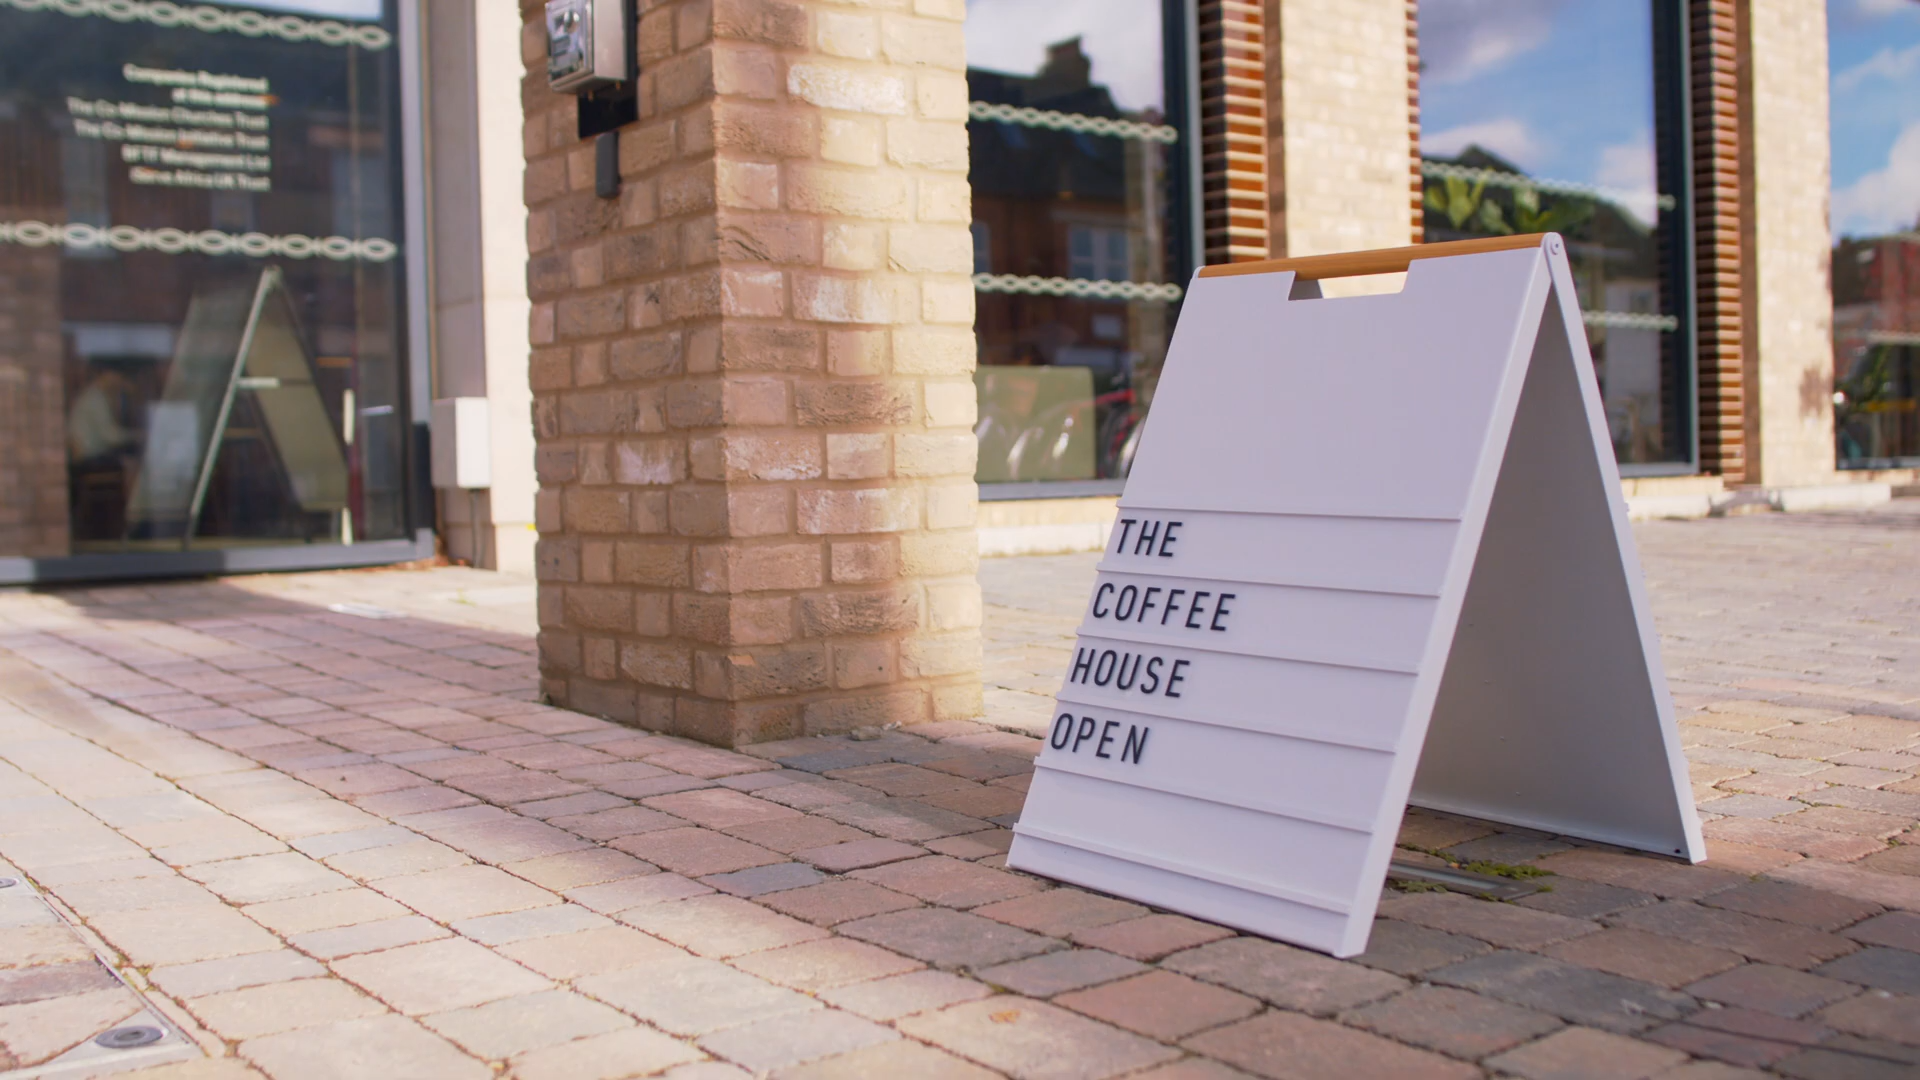 Companies Registered
at this address
The Co-Mission Churches Trust
The Co-Mission Initiative Trust
Management Ltd
Serve Africa UK Trust
THE
COFFEE
HOUSE
OPEN